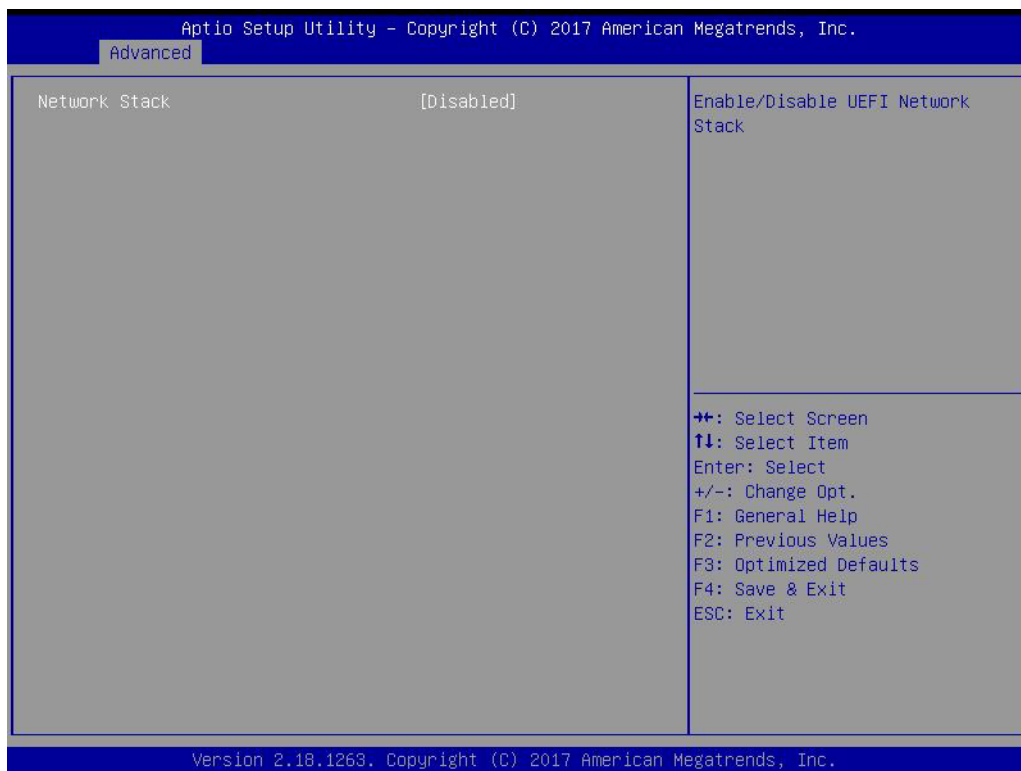 Aptio Setup Utility – Copyright (C) 2017 American Megatrends, Inc.
Advanced
Network Stack [Disabled]
Enable/Disable UEFI Network
Stack
→←: Select Screen
↑↓: Select Item
Enter: Select
+/-: Change Opt.
F1: General Help
F2: Previous Values
F3: Optimized Defaults
F4: Save & Exit
ESC: Exit
Version 2.18.1263. Copyright (C) 2017 American Megatrends, Inc.